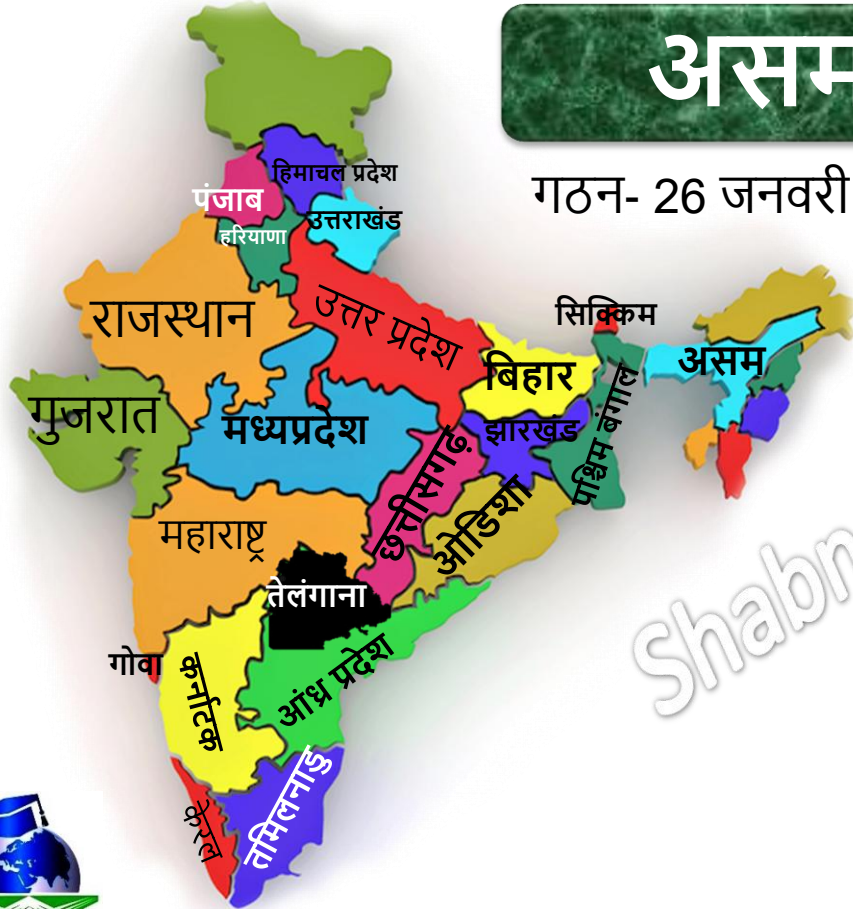 असम
गठन- 26 जनवरी
हिमाचल प्रदेश
पंजाब
उत्तराखंड
हरियाणा
राजस्थान
उत्तर प्रदेश
सिक्किम
असम
बिहार
गुजरात
मध्यप्रदेश
झारखंड
पश्चिम बंगाल
छत्तीसगढ़
ओडिशा
महाराष्ट्र
तेलंगाना
गोवा
कर्नाटक
आंध्र प्रदेश
तमिलनाडु
केरल
Shabn